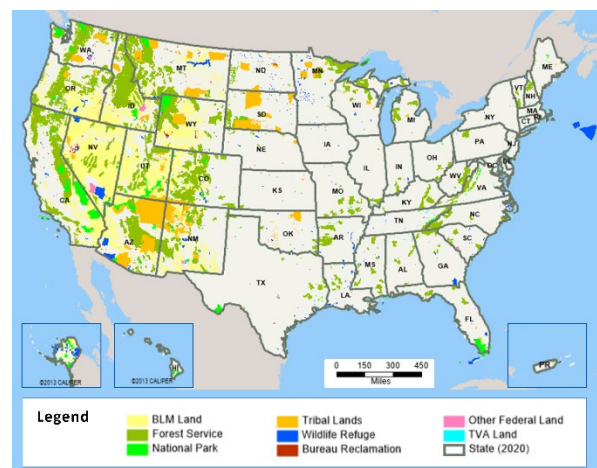 WA
MT
ND
MN
ME
OR
ID
WI
VT
NH
SD
MI
NY
MA
WY
CT
RI
IA
PA
NJ
NE
NV
IL
IN
OH
DC
DE
UT
CO
WV
VA
CA
KS
MO
KY
NC
TN
OK
AR
SC
AZ
NM
MS
AL
GA
TX
LA
FL
0 150 300 450
Miles
HI
PR
©2013 CALIPER
©2013 CALIPER
Legend
BLM Land
Forest Service
National Park
Tribal Lands
Wildlife Refuge
Bureau Reclamation
Other Federal Land
TVA Land
State (2020)